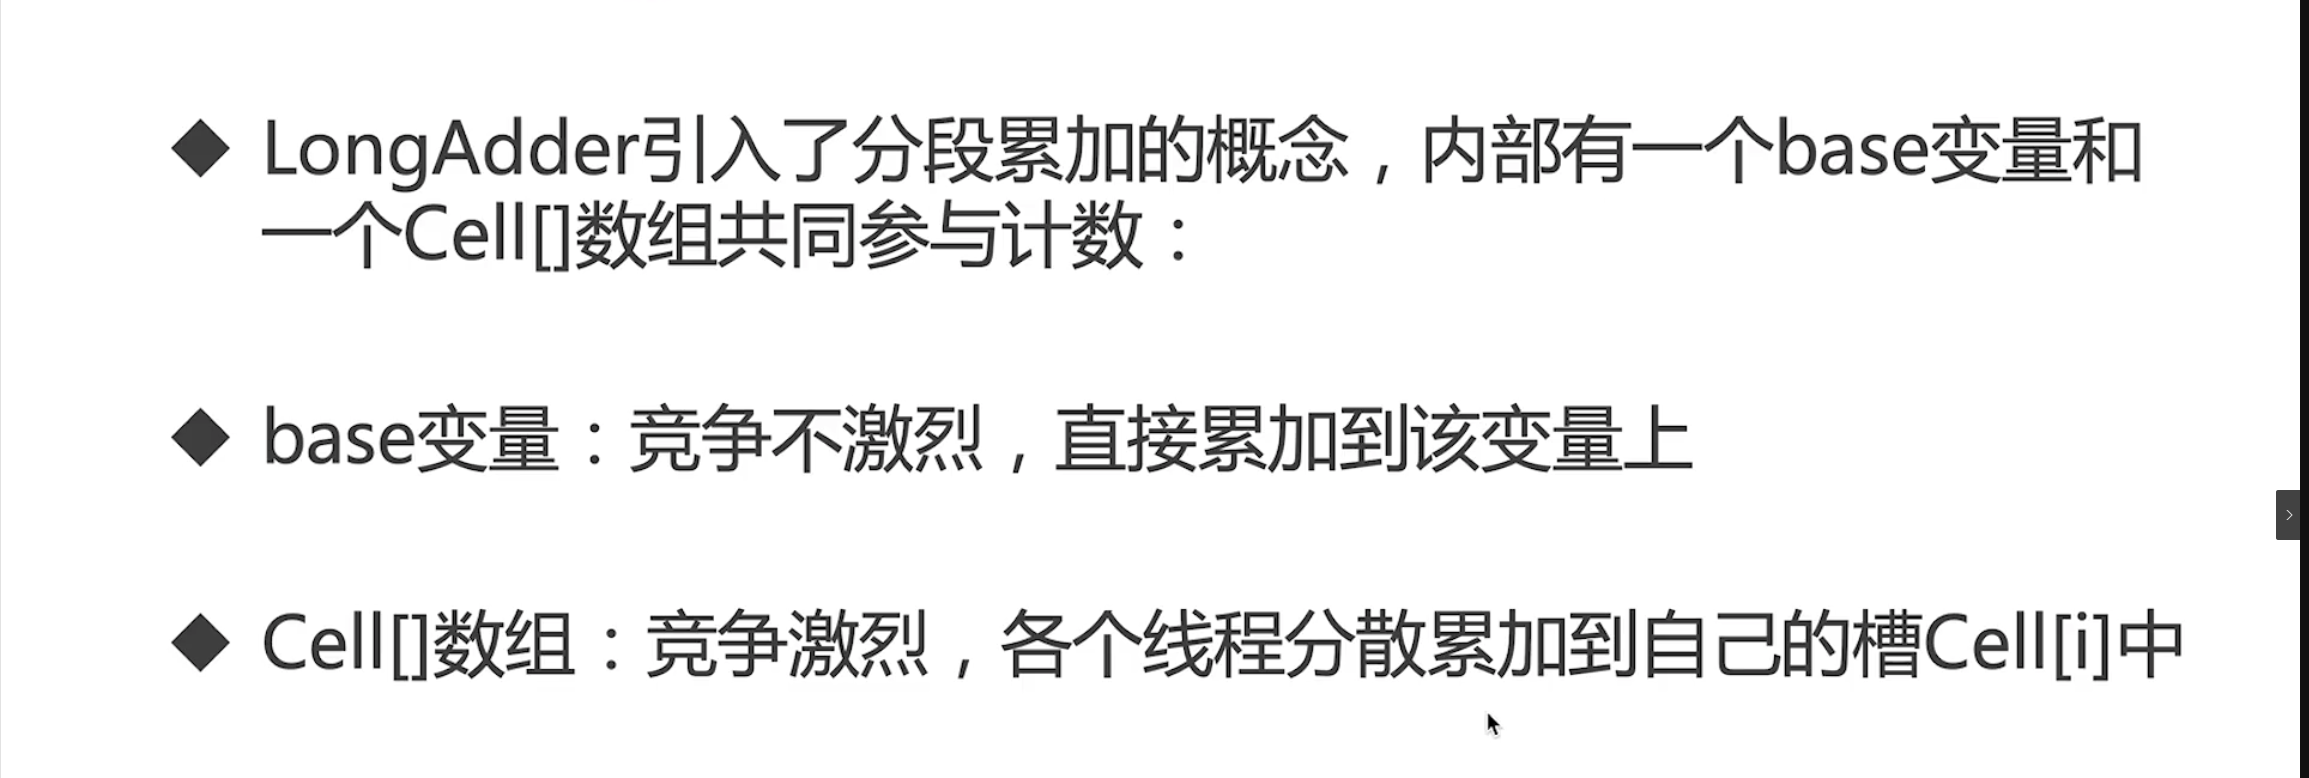 ◆ LongAdder引入了分段累加的概念，内部有一个base变量和
一个Cell[]数组共同参与计数：
◆ base变量：竞争不激烈，直接累加到该变量上
◆ Cell[]数组：竞争激烈，各个线程分散累加到自己的槽Cell[i]中